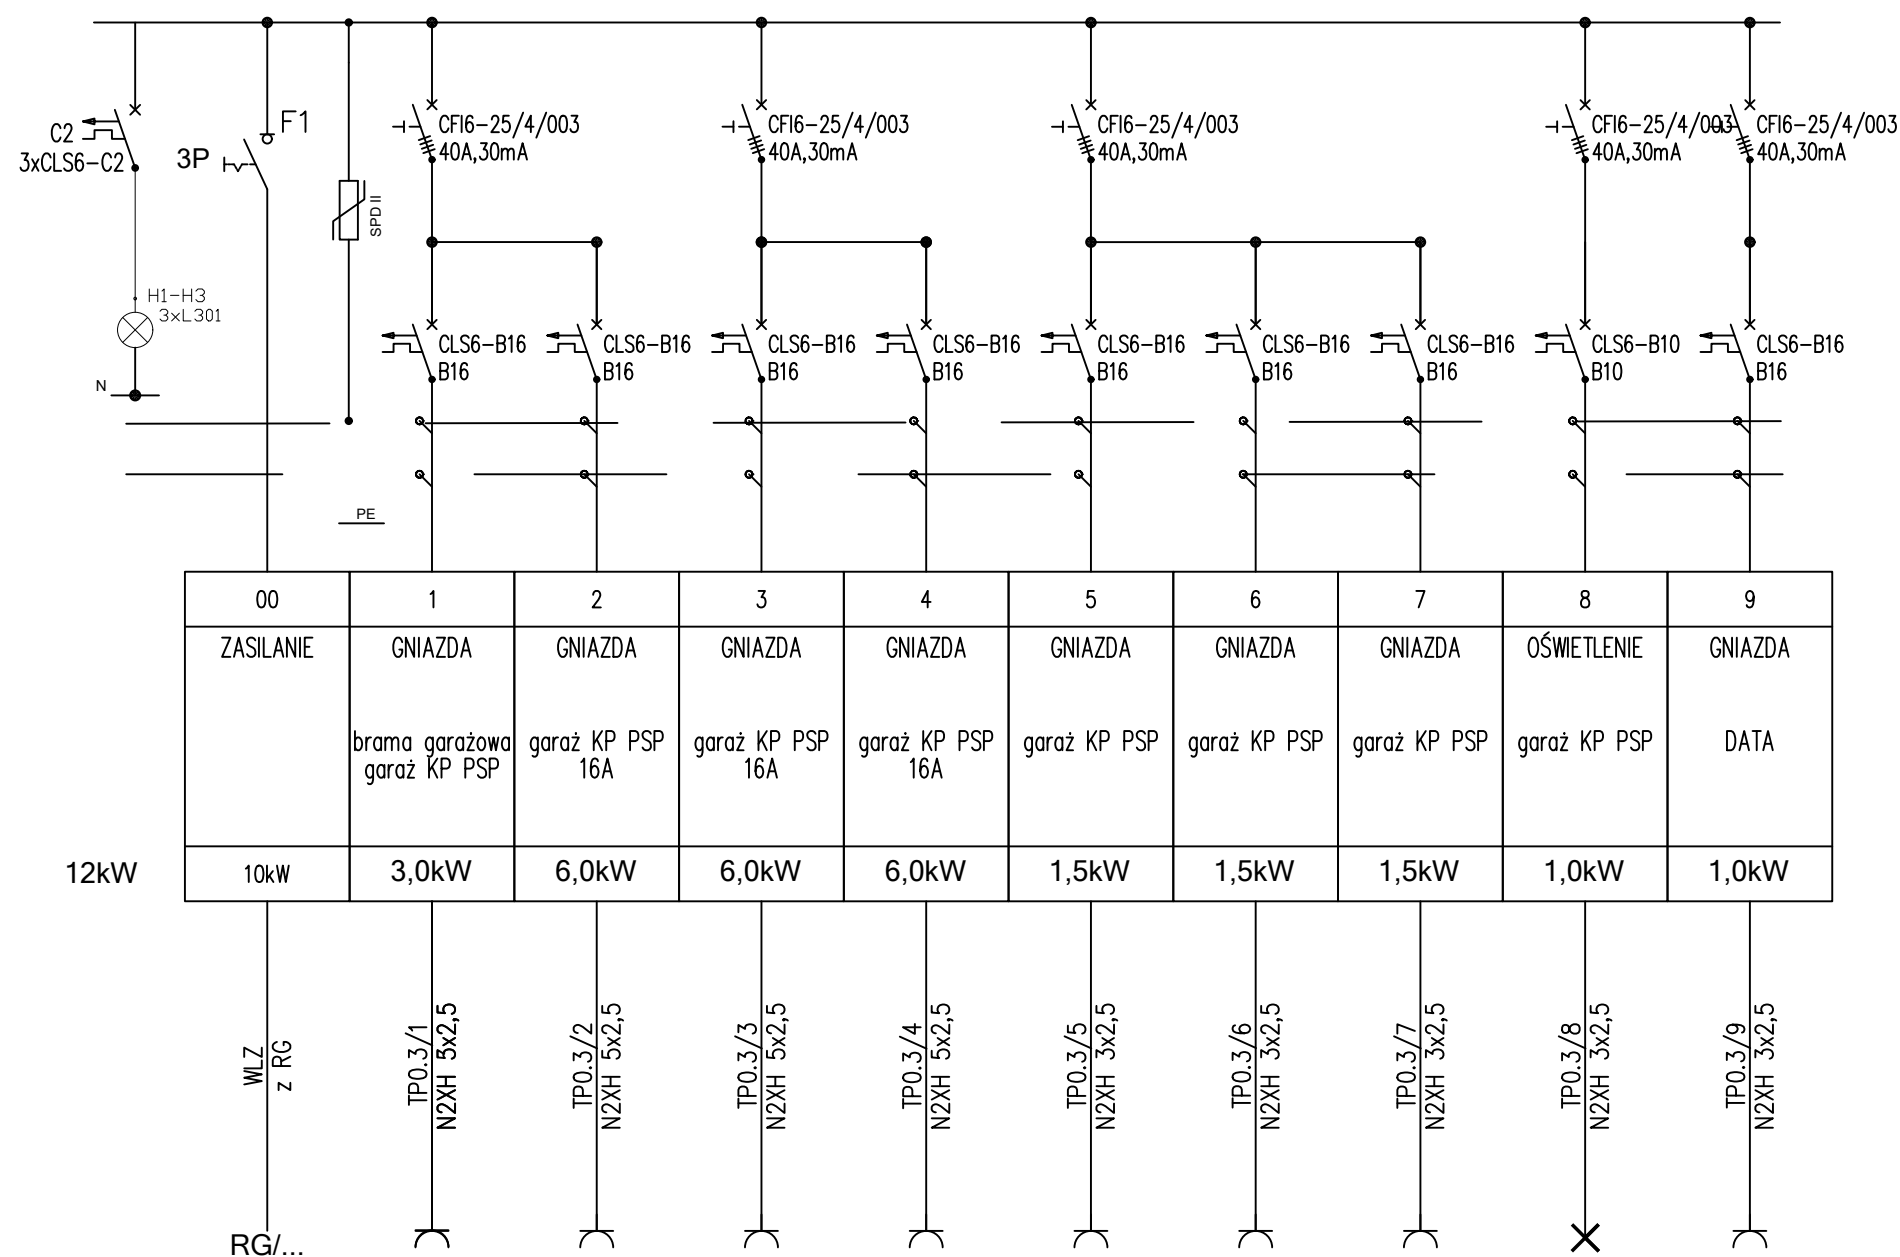 C2
3xCLS6-C2
3P
F1
SPD II
CFI6-25/4/003
40A,30mA
CFI6-25/4/003
40A,30mA
CFI6-25/4/003
40A,30mA
CFI6-25/4/003
40A,30mA
CFI6-25/4/003
40A,30mA
H1-H3
3xL301
N
CLS6-B16
B16
CLS6-B16
B16
CLS6-B16
B16
CLS6-B16
B16
CLS6-B16
B16
CLS6-B16
B16
CLS6-B16
B16
CLS6-B10
B10
CLS6-B16
B16
PE
00 1 2 3 4 5 6 7 8 9
ZASILANIE GNIAZDA GNIAZDA GNIAZDA GNIAZDA GNIAZDA GNIAZDA GNIAZDA OŚWIETLENIE GNIAZDA
brama garażowa
garaż KP PSP
garaż KP PSP
16A
garaż KP PSP
16A
garaż KP PSP
16A
garaż KP PSP
garaż KP PSP
garaż KP PSP
garaż KP PSP
DATA
12kW 10kW 3,0kW 6,0kW 6,0kW 6,0kW 1,5kW 1,5kW 1,5kW 1,0kW 1,0kW
WLZ
z RG
TP0.3/1
N2XH 5x2,5
TP0.3/2
N2XH 5x2,5
TP0.3/3
N2XH 5x2,5
TP0.3/4
N2XH 5x2,5
TP0.3/5
N2XH 3x2,5
TP0.3/6
N2XH 3x2,5
TP0.3/7
N2XH 3x2,5
TP0.3/8
N2XH 3x2,5
TP0.3/9
N2XH 3x2,5
RG/...